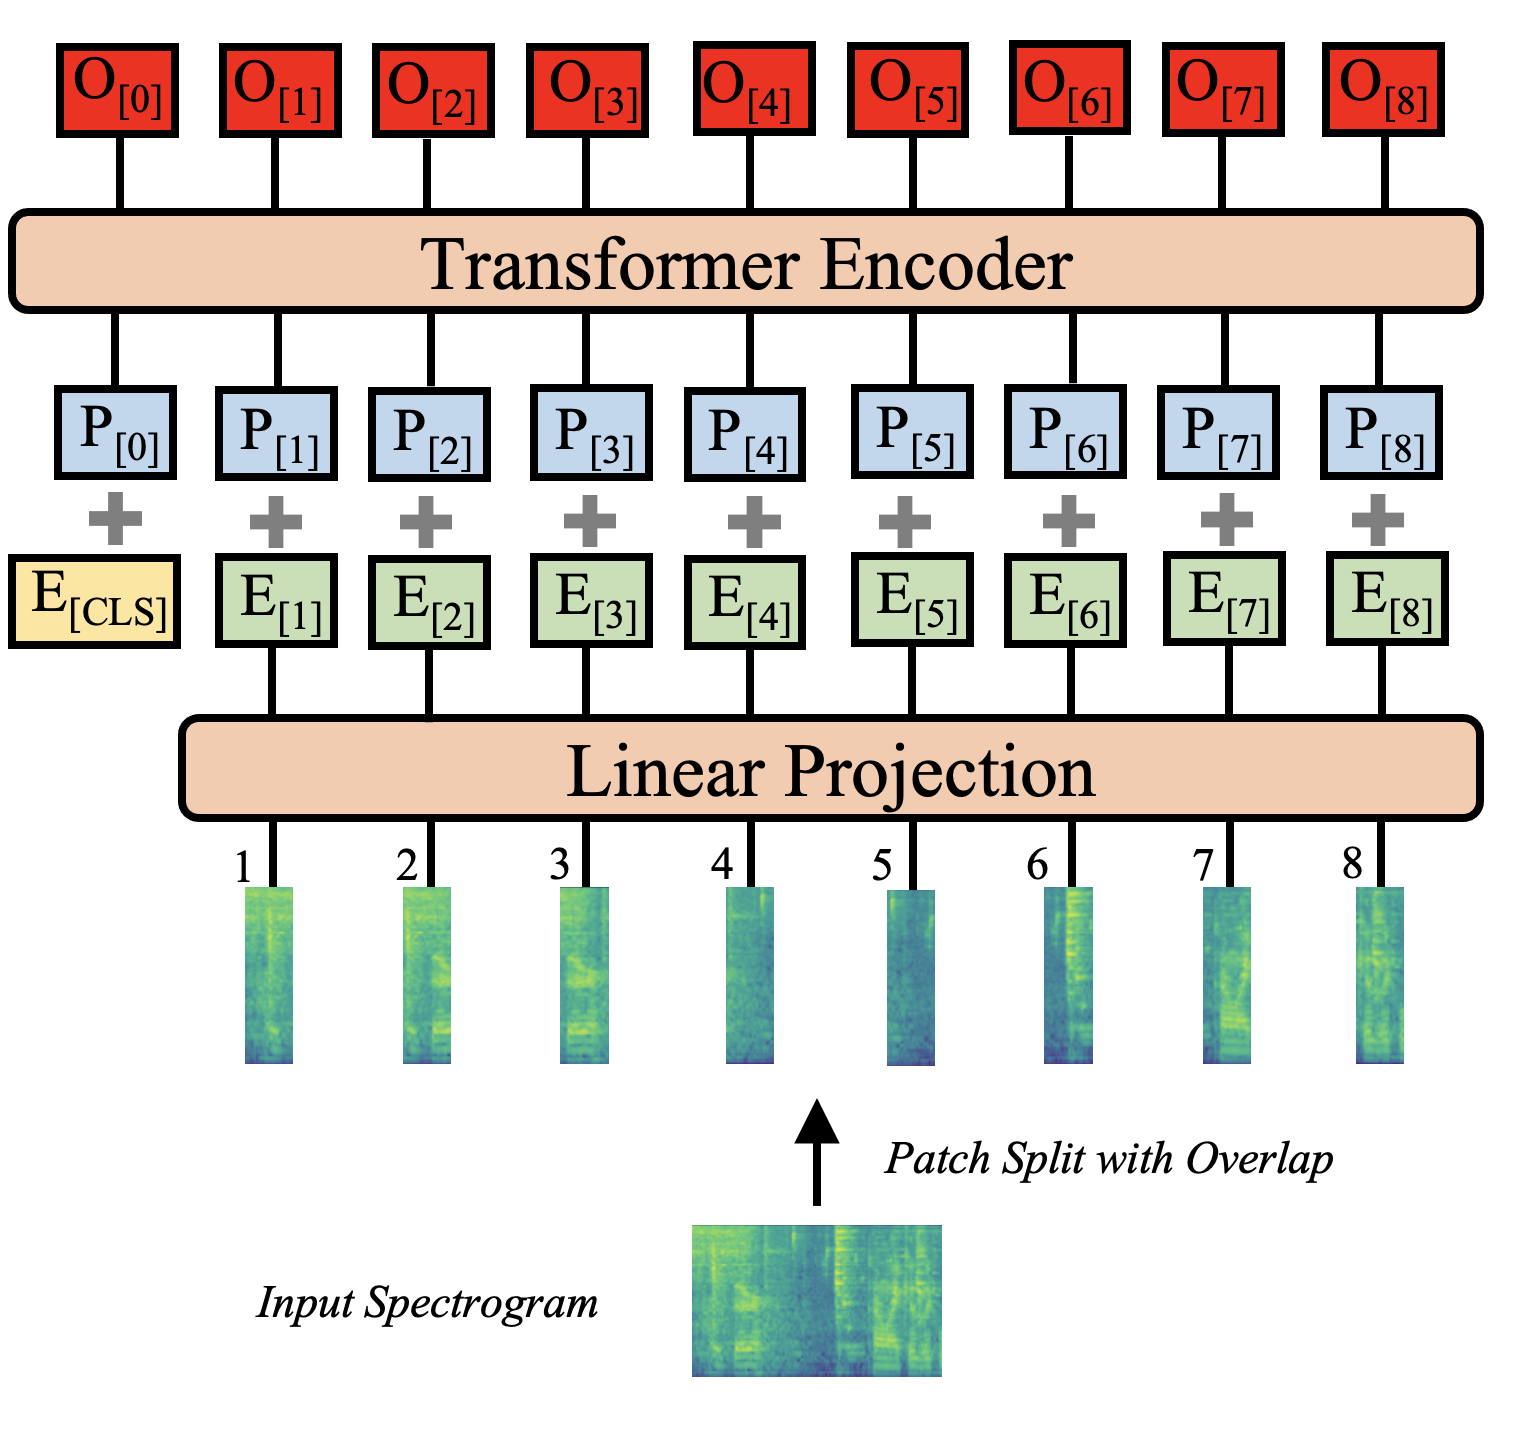 O[0] O[1] O[2] O[3] O[4] O[5] O[6] O[7] O[8]
Transformer Encoder
P[0] P[1] P[2] P[3] P[4] P[5] P[6] P[7] P[8]
E[CLS] E[1] E[2] E[3] E[4] E[5] E[6] E[7] E[8]
Linear Projection
1 2 3 4 5 6 7 8
Patch Split with Overlap
Input Spectrogram